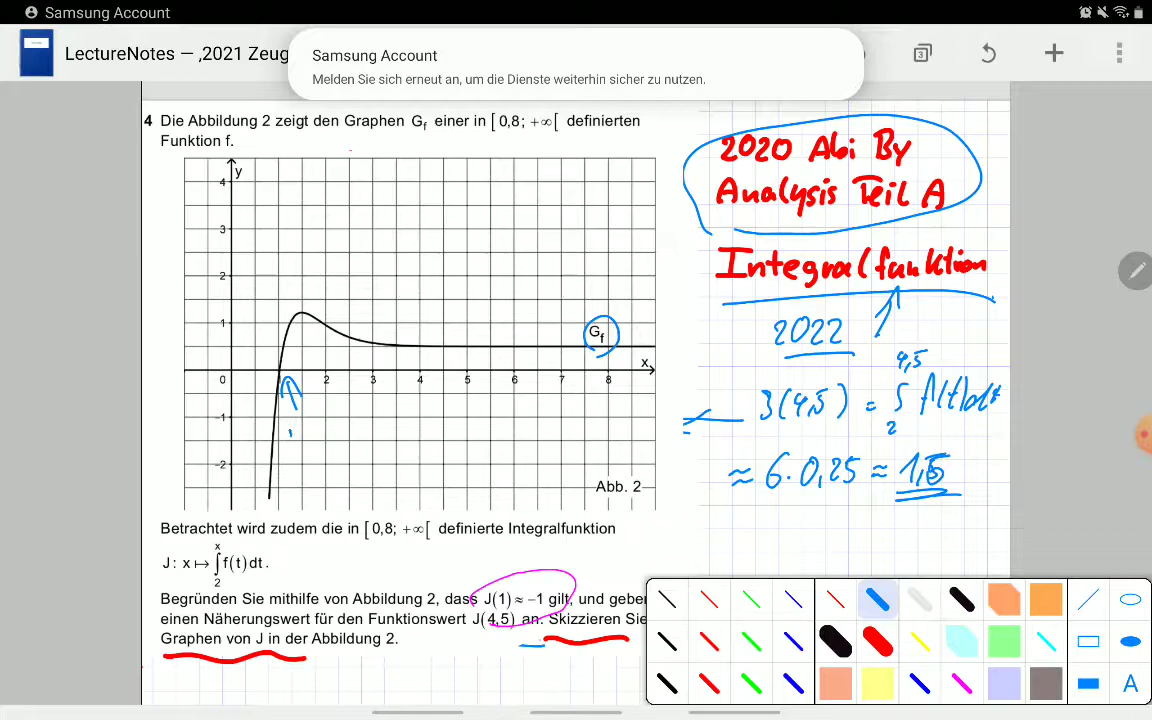 Samsung Account
LectureNotes — ‚2021 Zeug
Samsung Account
Melden Sie sich erneut an, um die Dienste weiterhin sicher zu nutzen.
3
4 Die Abbildung 2 zeigt den Graphen Gf einer in [0,8; +∞[ definierten
Funktion f.
y
4
3
2
1
0
2
3
4
5
6
7
8
x
−1
−2
Gf
Abb. 2
Betrachtet wird zudem die in [0,8; +∞[ definierte Integralfunktion
J: x ↦ ∫ f(t) dt.
x
2
Begründen Sie mithilfe von Abbildung 2, dass J(1) ≈ −1 gilt, und geben
einen Näherungswert für den Funktionswert J(4,5) an. Skizzieren Sie
Graphen von J in der Abbildung 2.
2020 Abi By
Analysis Teil A
Integralfunktion
2022
4,5
J(4,5) = ∫ f(t)dt
2
≈ 6·0,25 ≈ 1,5
A